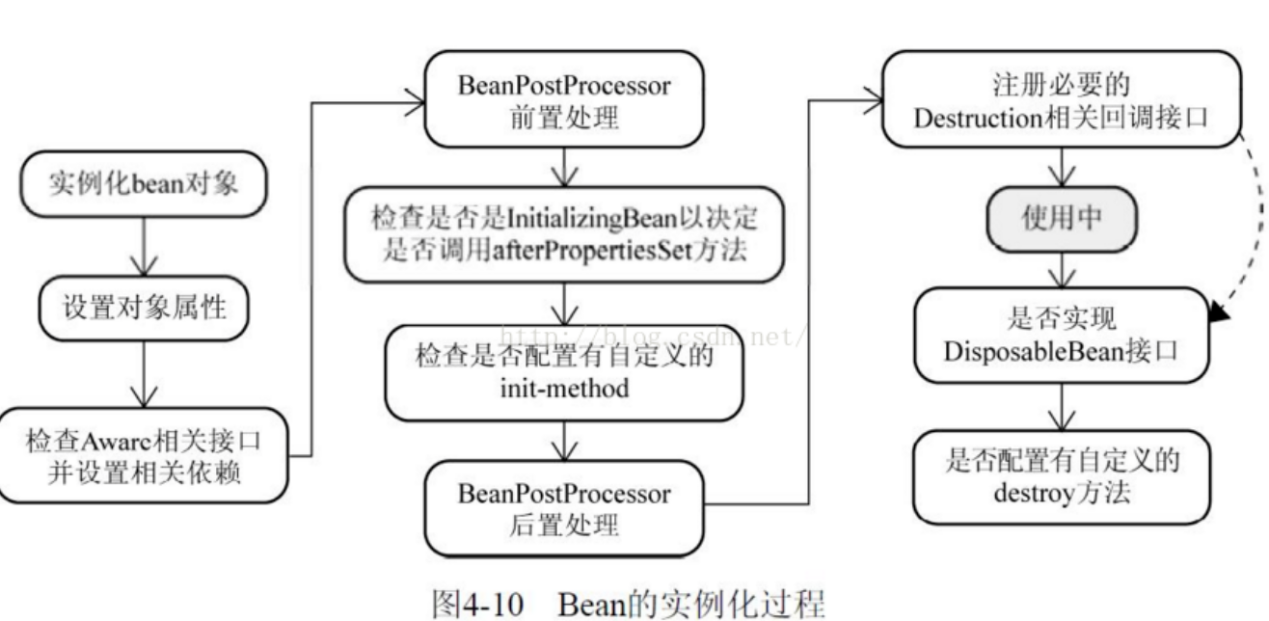 实例化bean对象
设置对象属性
检查Aware相关接口
并设置相关依赖
BeanPostProcessor
前置处理
检查是否是InitializingBean以决定
是否调用afterPropertiesSet方法
检查是否配置有自定义的
init-method
BeanPostProcessor
后置处理
注册必要的
Destruction相关回调接口
使用中
是否实现
DisposableBean接口
是否配置有自定义的
destroy方法
http://blog.csdn.net/
图4-10 Bean的实例化过程